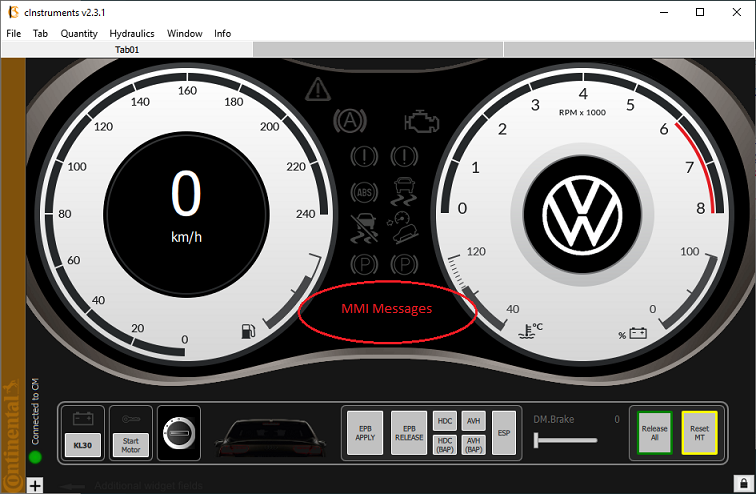 cInstruments v2.3.1
File Tab Quantity Hydraulics Window Info
Tab01
0
20
40
60
80
100
120
140
160
180
200
220
240
0
km/h
A
ABS
P
P
MMI Messages
0
1
2
3
4
5
6
7
8
RPM x 1000
120
40
°C
100
0
%
Continental
Connected to CM
KL30
Start
Motor
EPB
APPLY
EPB
RELEASE
HDC
HDC
(BAP)
AVH
AVH
(BAP)
ESP
DM.Brake 0
Release
All
Reset
MT
Additional widget fields